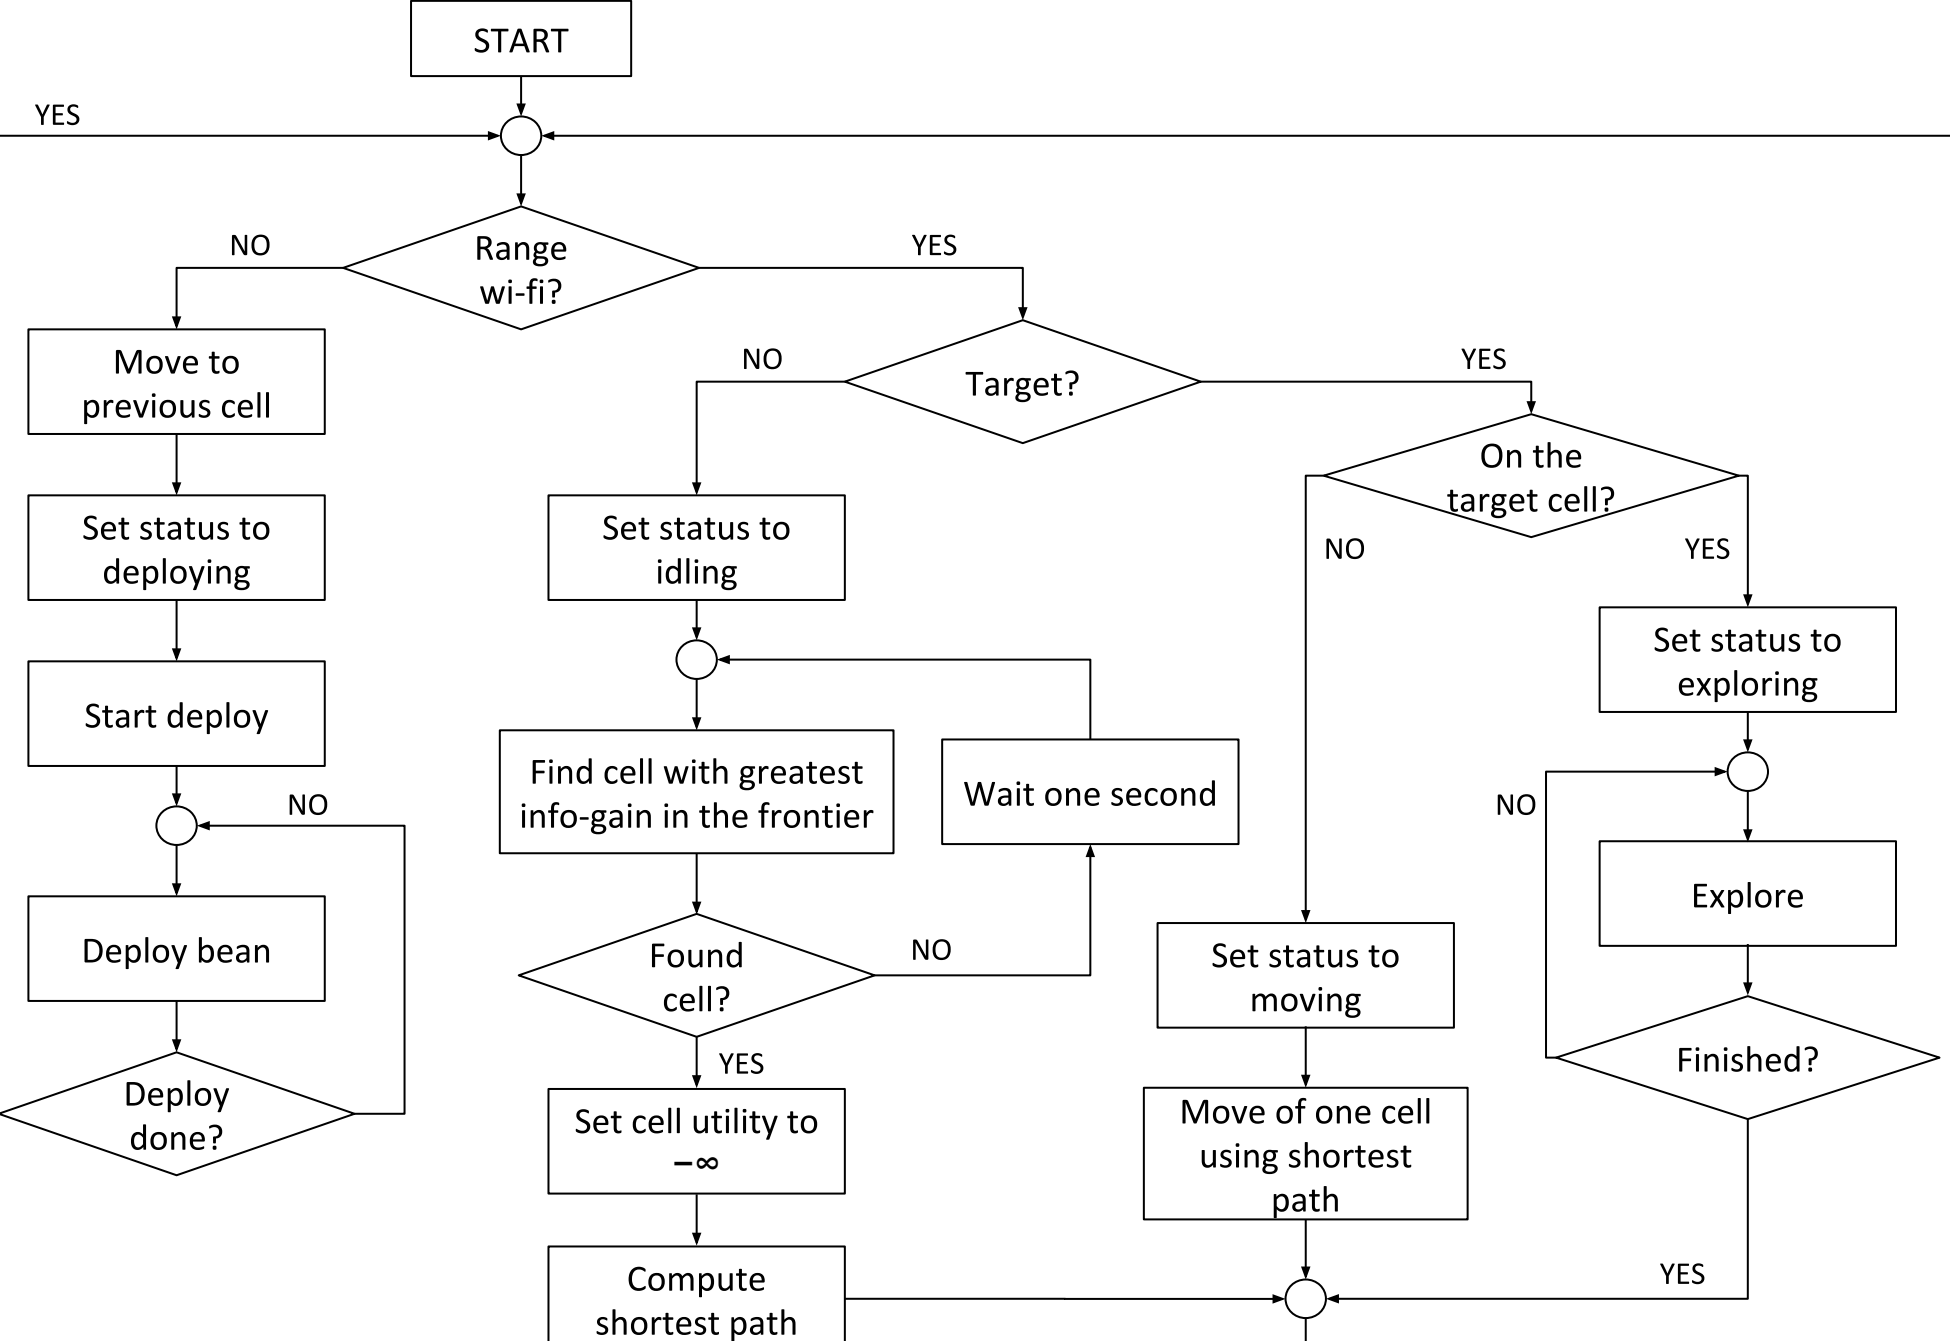 START
YES
Range
wi-fi?
NO
YES
Move to
previous cell
Set status to
deploying
Start deploy
NO
Deploy bean
Deploy
done?
Target?
NO
YES
Set status to
idling
Find cell with greatest
info-gain in the frontier
Wait one second
Found
cell?
NO
YES
Set cell utility to
−∞
Compute
shortest path
On the
target cell?
NO
YES
Set status to
moving
Move of one cell
using shortest
path
Set status to
exploring
NO
Explore
Finished?
YES